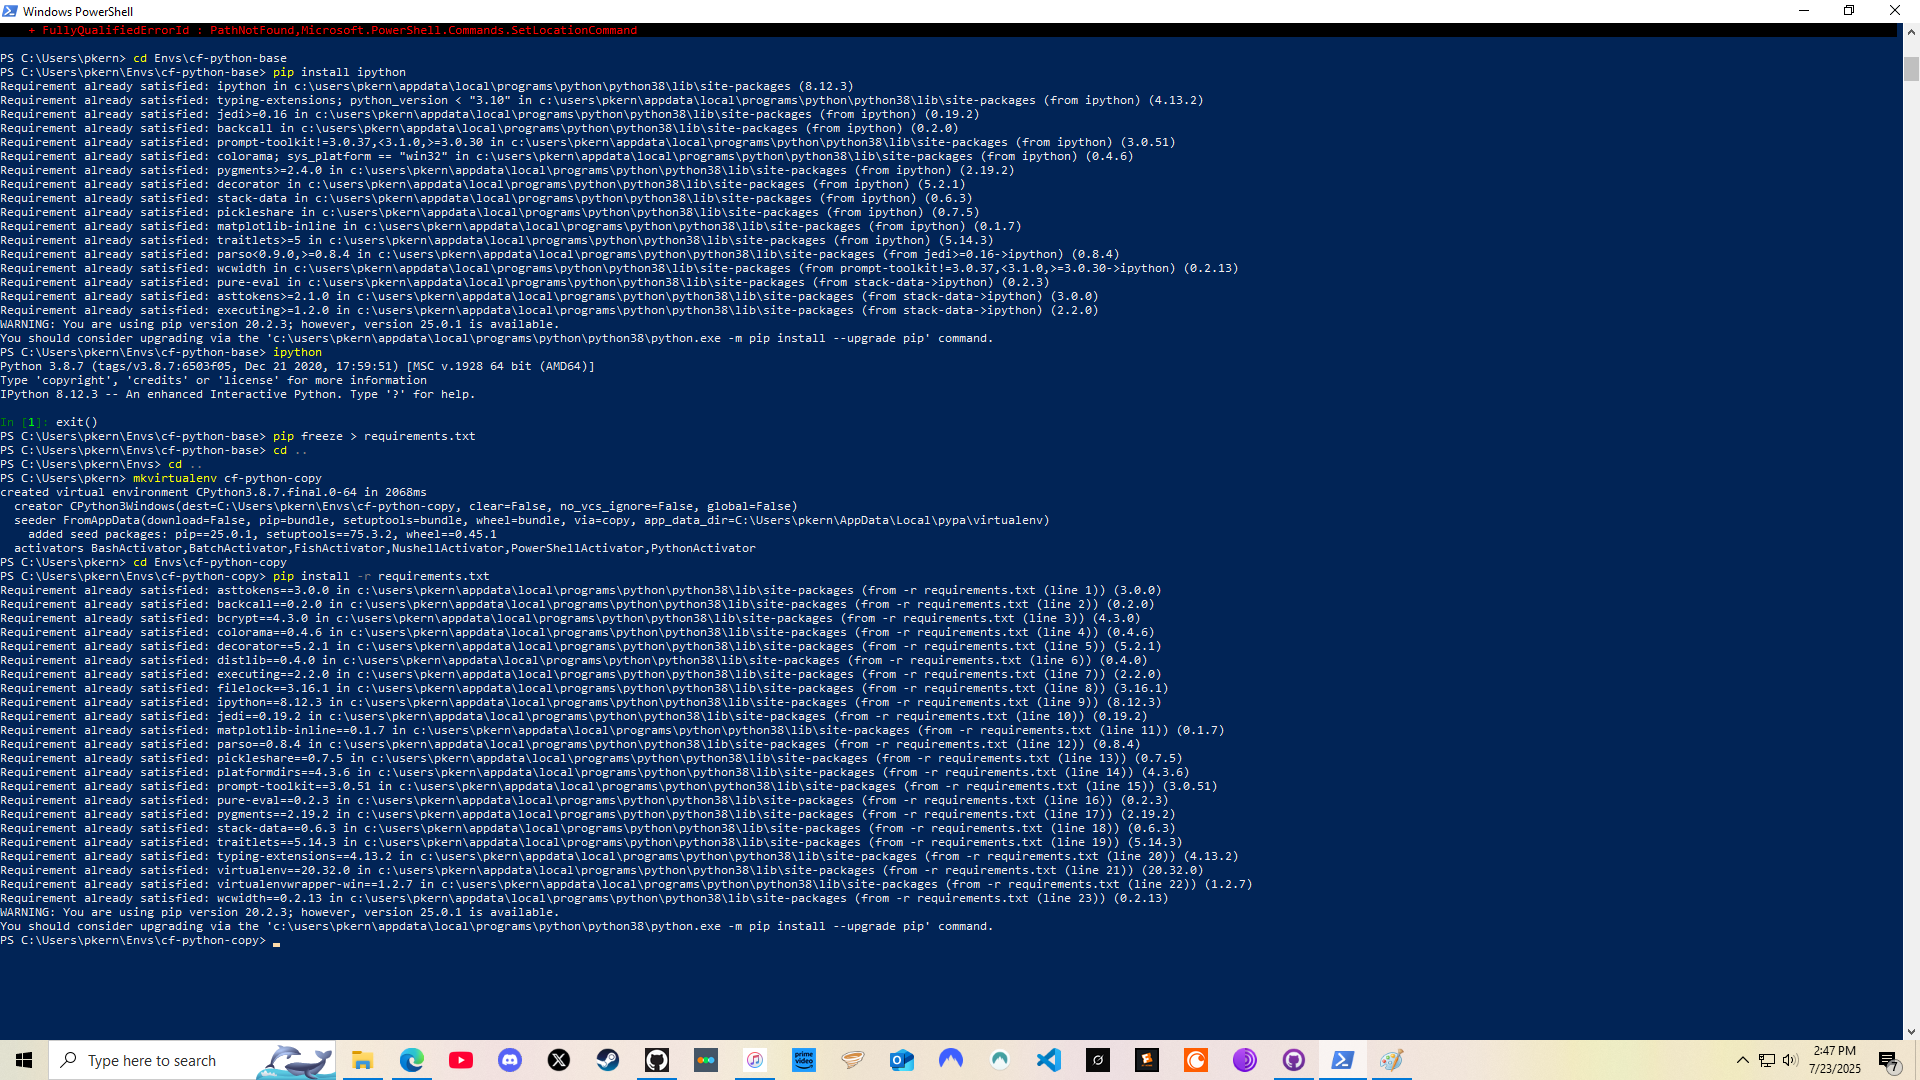 Windows PowerShell
+ FullyQualifiedErrorId : PathNotFound,Microsoft.PowerShell.Commands.SetLocationCommand
PS C:\Users\pkern> cd Envs\cf-python-base
PS C:\Users\pkern\Envs\cf-python-base> pip install ipython
Requirement already satisfied: ipython in c:\users\pkern\appdata\local\programs\python\python38\lib\site-packages (8.12.3)
Requirement already satisfied: typing-extensions; python_version < "3.10" in c:\users\pkern\appdata\local\programs\python\python38\lib\site-packages (from ipython) (4.13.2)
Requirement already satisfied: jedi>=0.16 in c:\users\pkern\appdata\local\programs\python\python38\lib\site-packages (from ipython) (0.19.2)
Requirement already satisfied: backcall in c:\users\pkern\appdata\local\programs\python\python38\lib\site-packages (from ipython) (0.2.0)
Requirement already satisfied: prompt-toolkit!=3.0.37,<3.1.0,>=3.0.30 in c:\users\pkern\appdata\local\programs\python\python38\lib\site-packages (from ipython) (3.0.51)
Requirement already satisfied: colorama; sys_platform == "win32" in c:\users\pkern\appdata\local\programs\python\python38\lib\site-packages (from ipython) (0.4.6)
Requirement already satisfied: pygments>=2.4.0 in c:\users\pkern\appdata\local\programs\python\python38\lib\site-packages (from ipython) (2.19.2)
Requirement already satisfied: decorator in c:\users\pkern\appdata\local\programs\python\python38\lib\site-packages (from ipython) (5.2.1)
Requirement already satisfied: stack-data in c:\users\pkern\appdata\local\programs\python\python38\lib\site-packages (from ipython) (0.6.3)
Requirement already satisfied: pickleshare in c:\users\pkern\appdata\local\programs\python\python38\lib\site-packages (from ipython) (0.7.5)
Requirement already satisfied: matplotlib-inline in c:\users\pkern\appdata\local\programs\python\python38\lib\site-packages (from ipython) (0.1.7)
Requirement already satisfied: traitlets>=5 in c:\users\pkern\appdata\local\programs\python\python38\lib\site-packages (from ipython) (5.14.3)
Requirement already satisfied: parso<0.9.0,>=0.8.4 in c:\users\pkern\appdata\local\programs\python\python38\lib\site-packages (from jedi>=0.16->ipython) (0.8.4)
Requirement already satisfied: wcwidth in c:\users\pkern\appdata\local\programs\python\python38\lib\site-packages (from prompt-toolkit!=3.0.37,<3.1.0,>=3.0.30->ipython) (0.2.13)
Requirement already satisfied: pure-eval in c:\users\pkern\appdata\local\programs\python\python38\lib\site-packages (from stack-data->ipython) (0.2.3)
Requirement already satisfied: asttokens>=2.1.0 in c:\users\pkern\appdata\local\programs\python\python38\lib\site-packages (from stack-data->ipython) (3.0.0)
Requirement already satisfied: executing>=1.2.0 in c:\users\pkern\appdata\local\programs\python\python38\lib\site-packages (from stack-data->ipython) (2.2.0)
WARNING: You are using pip version 20.2.3; however, version 25.0.1 is available.
You should consider upgrading via the 'c:\users\pkern\appdata\local\programs\python\python38\python.exe -m pip install --upgrade pip' command.
PS C:\Users\pkern\Envs\cf-python-base> ipython
Python 3.8.7 (tags/v3.8.7:6503f05, Dec 21 2020, 17:59:51) [MSC v.1928 64 bit (AMD64)]
Type 'copyright', 'credits' or 'license' for more information
IPython 8.12.3 -- An enhanced Interactive Python. Type '?' for help.
In [1]: exit()
PS C:\Users\pkern\Envs\cf-python-base> pip freeze > requirements.txt
PS C:\Users\pkern\Envs\cf-python-base> cd ..
PS C:\Users\pkern\Envs> cd ..
PS C:\Users\pkern> mkvirtualenv cf-python-copy
created virtual environment CPython3.8.7.final.0-64 in 2068ms
creator CPython3Windows(dest=C:\Users\pkern\Envs\cf-python-copy, clear=False, no_vcs_ignore=False, global=False)
seeder FromAppData(download=False, pip=bundle, setuptools=bundle, wheel=bundle, via=copy, app_data_dir=C:\Users\pkern\AppData\Local\pypa\virtualenv)
added seed packages: pip==25.0.1, setuptools==75.3.2, wheel==0.45.1
activators BashActivator,BatchActivator,FishActivator,NushellActivator,PowerShellActivator,PythonActivator
PS C:\Users\pkern> cd Envs\cf-python-copy
PS C:\Users\pkern\Envs\cf-python-copy> pip install -r requirements.txt
Requirement already satisfied: asttokens==3.0.0 in c:\users\pkern\appdata\local\programs\python\python38\lib\site-packages (from -r requirements.txt (line 1)) (3.0.0)
Requirement already satisfied: backcall==0.2.0 in c:\users\pkern\appdata\local\programs\python\python38\lib\site-packages (from -r requirements.txt (line 2)) (0.2.0)
Requirement already satisfied: bcrypt==4.3.0 in c:\users\pkern\appdata\local\programs\python\python38\lib\site-packages (from -r requirements.txt (line 3)) (4.3.0)
Requirement already satisfied: colorama==0.4.6 in c:\users\pkern\appdata\local\programs\python\python38\lib\site-packages (from -r requirements.txt (line 4)) (0.4.6)
Requirement already satisfied: decorator==5.2.1 in c:\users\pkern\appdata\local\programs\python\python38\lib\site-packages (from -r requirements.txt (line 5)) (5.2.1)
Requirement already satisfied: distlib==0.4.0 in c:\users\pkern\appdata\local\programs\python\python38\lib\site-packages (from -r requirements.txt (line 6)) (0.4.0)
Requirement already satisfied: executing==2.2.0 in c:\users\pkern\appdata\local\programs\python\python38\lib\site-packages (from -r requirements.txt (line 7)) (2.2.0)
Requirement already satisfied: filelock==3.16.1 in c:\users\pkern\appdata\local\programs\python\python38\lib\site-packages (from -r requirements.txt (line 8)) (3.16.1)
Requirement already satisfied: ipython==8.12.3 in c:\users\pkern\appdata\local\programs\python\python38\lib\site-packages (from -r requirements.txt (line 9)) (8.12.3)
Requirement already satisfied: jedi==0.19.2 in c:\users\pkern\appdata\local\programs\python\python38\lib\site-packages (from -r requirements.txt (line 10)) (0.19.2)
Requirement already satisfied: matplotlib-inline==0.1.7 in c:\users\pkern\appdata\local\programs\python\python38\lib\site-packages (from -r requirements.txt (line 11)) (0.1.7)
Requirement already satisfied: parso==0.8.4 in c:\users\pkern\appdata\local\programs\python\python38\lib\site-packages (from -r requirements.txt (line 12)) (0.8.4)
Requirement already satisfied: pickleshare==0.7.5 in c:\users\pkern\appdata\local\programs\python\python38\lib\site-packages (from -r requirements.txt (line 13)) (0.7.5)
Requirement already satisfied: platformdirs==4.3.6 in c:\users\pkern\appdata\local\programs\python\python38\lib\site-packages (from -r requirements.txt (line 14)) (4.3.6)
Requirement already satisfied: prompt-toolkit==3.0.51 in c:\users\pkern\appdata\local\programs\python\python38\lib\site-packages (from -r requirements.txt (line 15)) (3.0.51)
Requirement already satisfied: pure-eval==0.2.3 in c:\users\pkern\appdata\local\programs\python\python38\lib\site-packages (from -r requirements.txt (line 16)) (0.2.3)
Requirement already satisfied: pygments==2.19.2 in c:\users\pkern\appdata\local\programs\python\python38\lib\site-packages (from -r requirements.txt (line 17)) (2.19.2)
Requirement already satisfied: stack-data==0.6.3 in c:\users\pkern\appdata\local\programs\python\python38\lib\site-packages (from -r requirements.txt (line 18)) (0.6.3)
Requirement already satisfied: traitlets==5.14.3 in c:\users\pkern\appdata\local\programs\python\python38\lib\site-packages (from -r requirements.txt (line 19)) (5.14.3)
Requirement already satisfied: typing-extensions==4.13.2 in c:\users\pkern\appdata\local\programs\python\python38\lib\site-packages (from -r requirements.txt (line 20)) (4.13.2)
Requirement already satisfied: virtualenv==20.32.0 in c:\users\pkern\appdata\local\programs\python\python38\lib\site-packages (from -r requirements.txt (line 21)) (20.32.0)
Requirement already satisfied: virtualenvwrapper-win==1.2.7 in c:\users\pkern\appdata\local\programs\python\python38\lib\site-packages (from -r requirements.txt (line 22)) (1.2.7)
Requirement already satisfied: wcwidth==0.2.13 in c:\users\pkern\appdata\local\programs\python\python38\lib\site-packages (from -r requirements.txt (line 23)) (0.2.13)
WARNING: You are using pip version 20.2.3; however, version 25.0.1 is available.
You should consider upgrading via the 'c:\users\pkern\appdata\local\programs\python\python38\python.exe -m pip install --upgrade pip' command.
PS C:\Users\pkern\Envs\cf-python-copy>
Type here to search
prime video
2:47 PM
7/23/2025
7